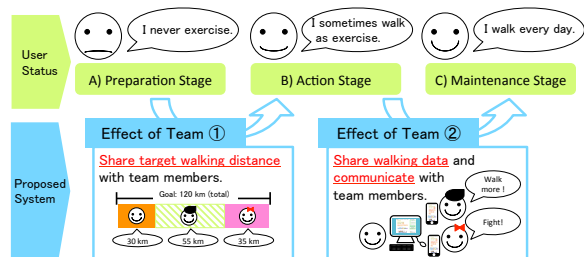 User
Status
I never exercise.
I sometimes walk
as exercise.
I walk every day.
A) Preparation Stage
B) Action Stage
C) Maintenance Stage
Proposed
System
Effect of Team ①
Share target walking distance
with team members.
Goal: 120 km (total)
30 km
55 km
35 km
Effect of Team ②
Share walking data and
communicate with
team members.
Walk
more !
Fight!